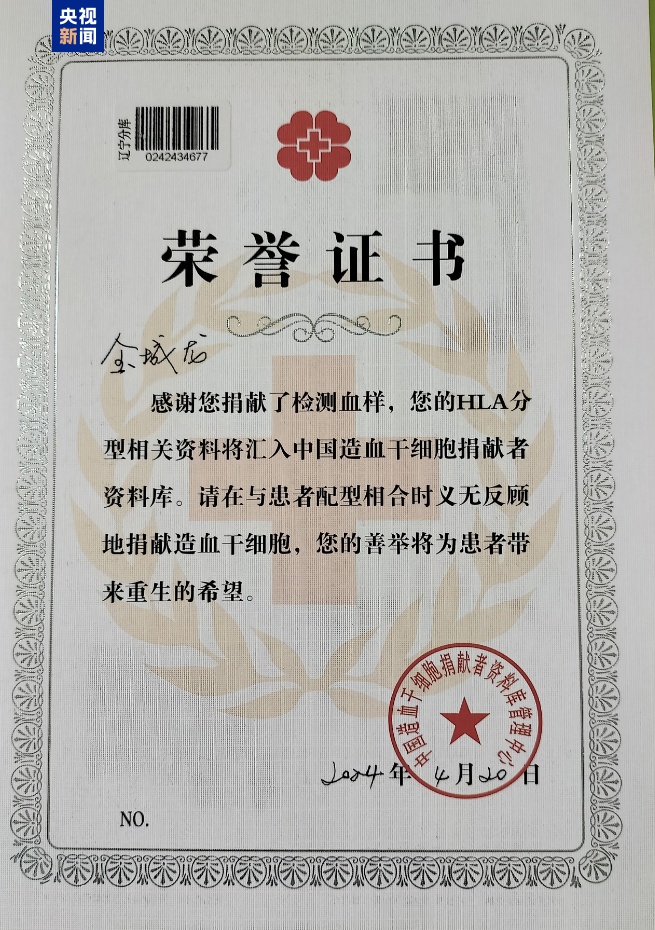 央视
新闻
辽宁分库
0242434677
荣誉证书
金城龙
感谢您捐献了检测血样，您的HLA分
型相关资料将汇入中国造血干细胞捐献者
资料库。请在与患者配型相合时义无反顾
地捐献造血干细胞，您的善举将为患者带
来重生的希望。
中国造血干细胞捐献者资料库管理中心
2024年4月20日
NO.